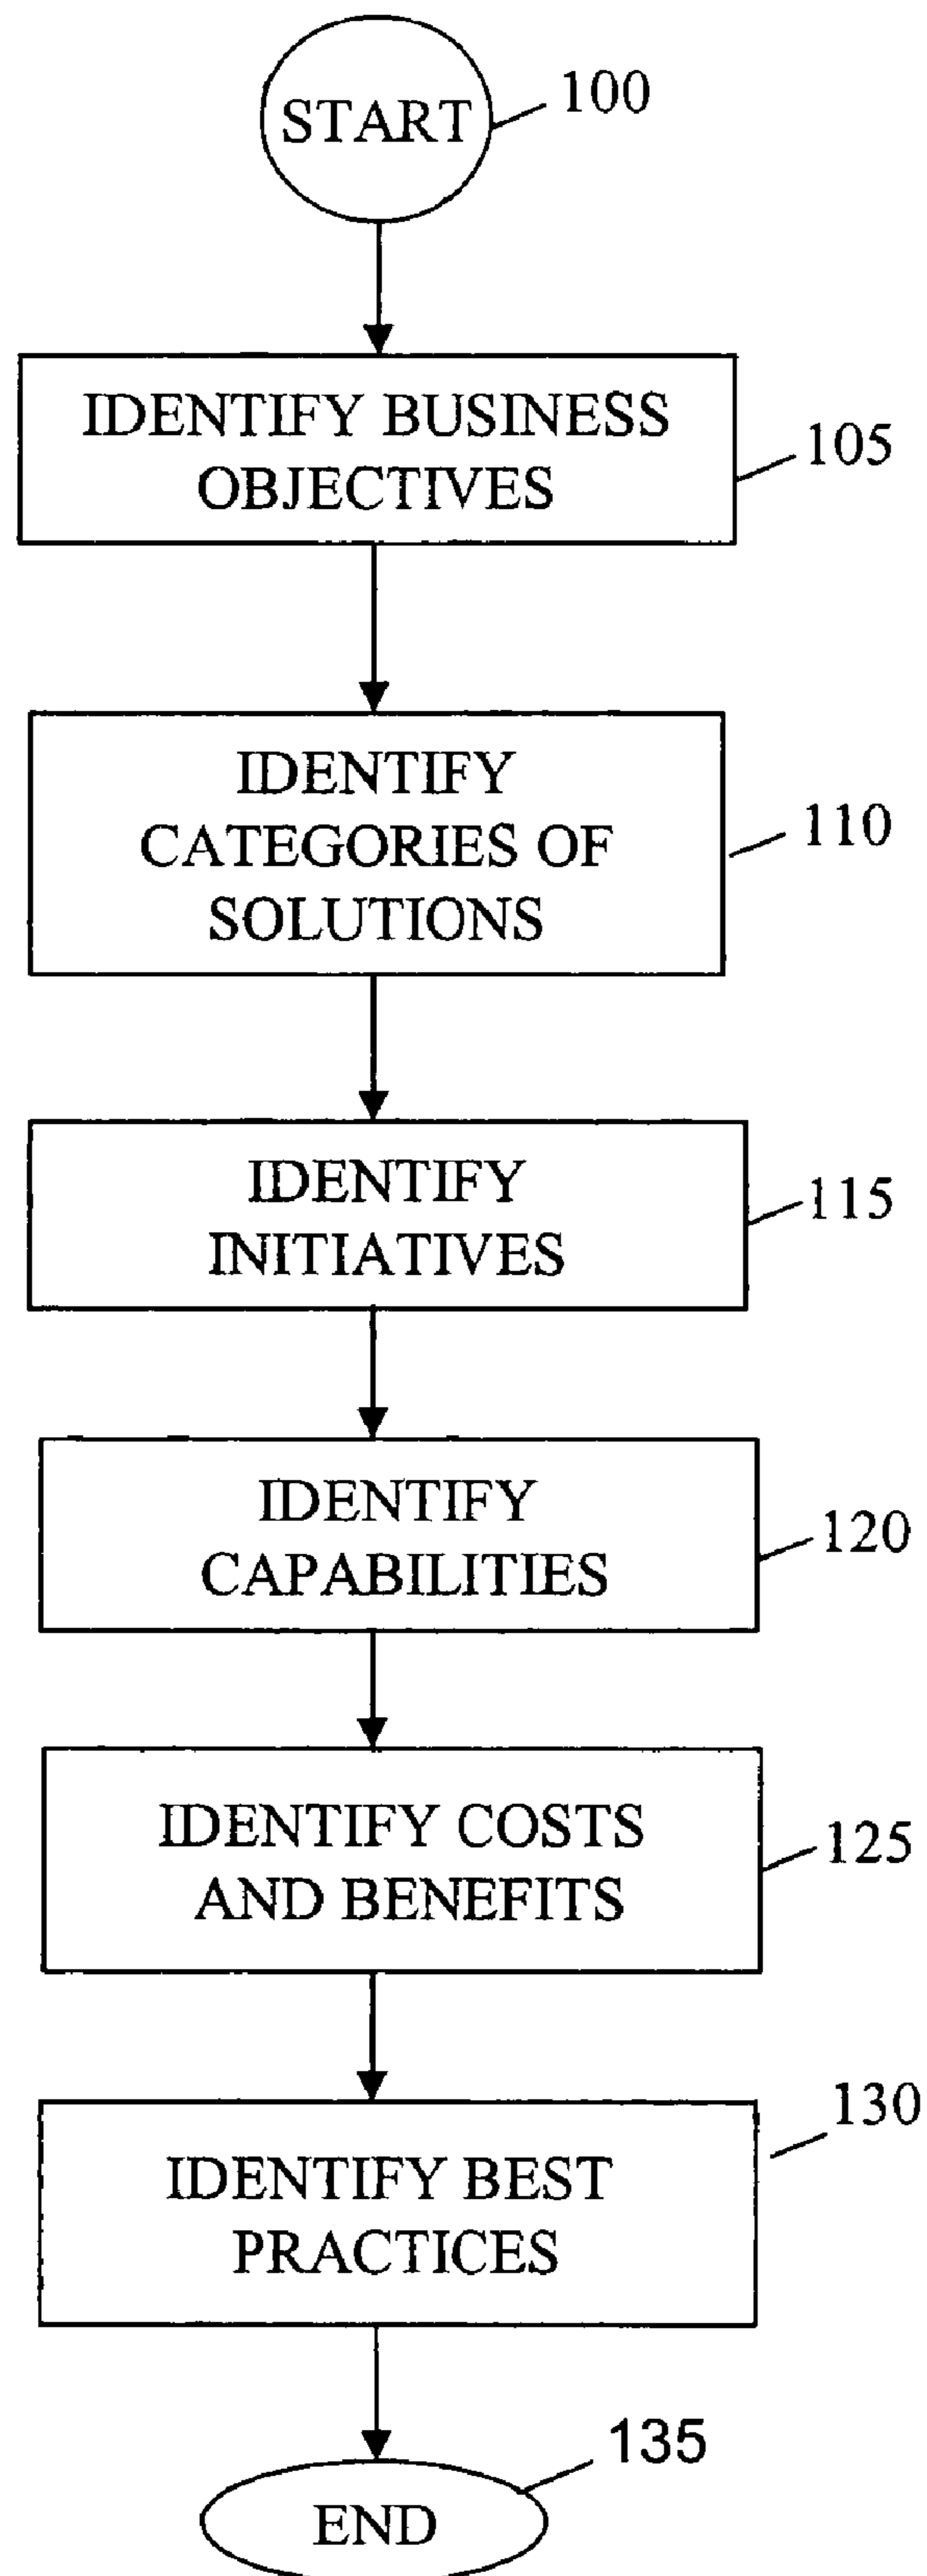 START
100
IDENTIFY BUSINESS
OBJECTIVES
105
IDENTIFY
CATEGORIES OF
SOLUTIONS
110
IDENTIFY
INITIATIVES
115
IDENTIFY
CAPABILITIES
120
IDENTIFY COSTS
AND BENEFITS
125
IDENTIFY BEST
PRACTICES
130
END
135